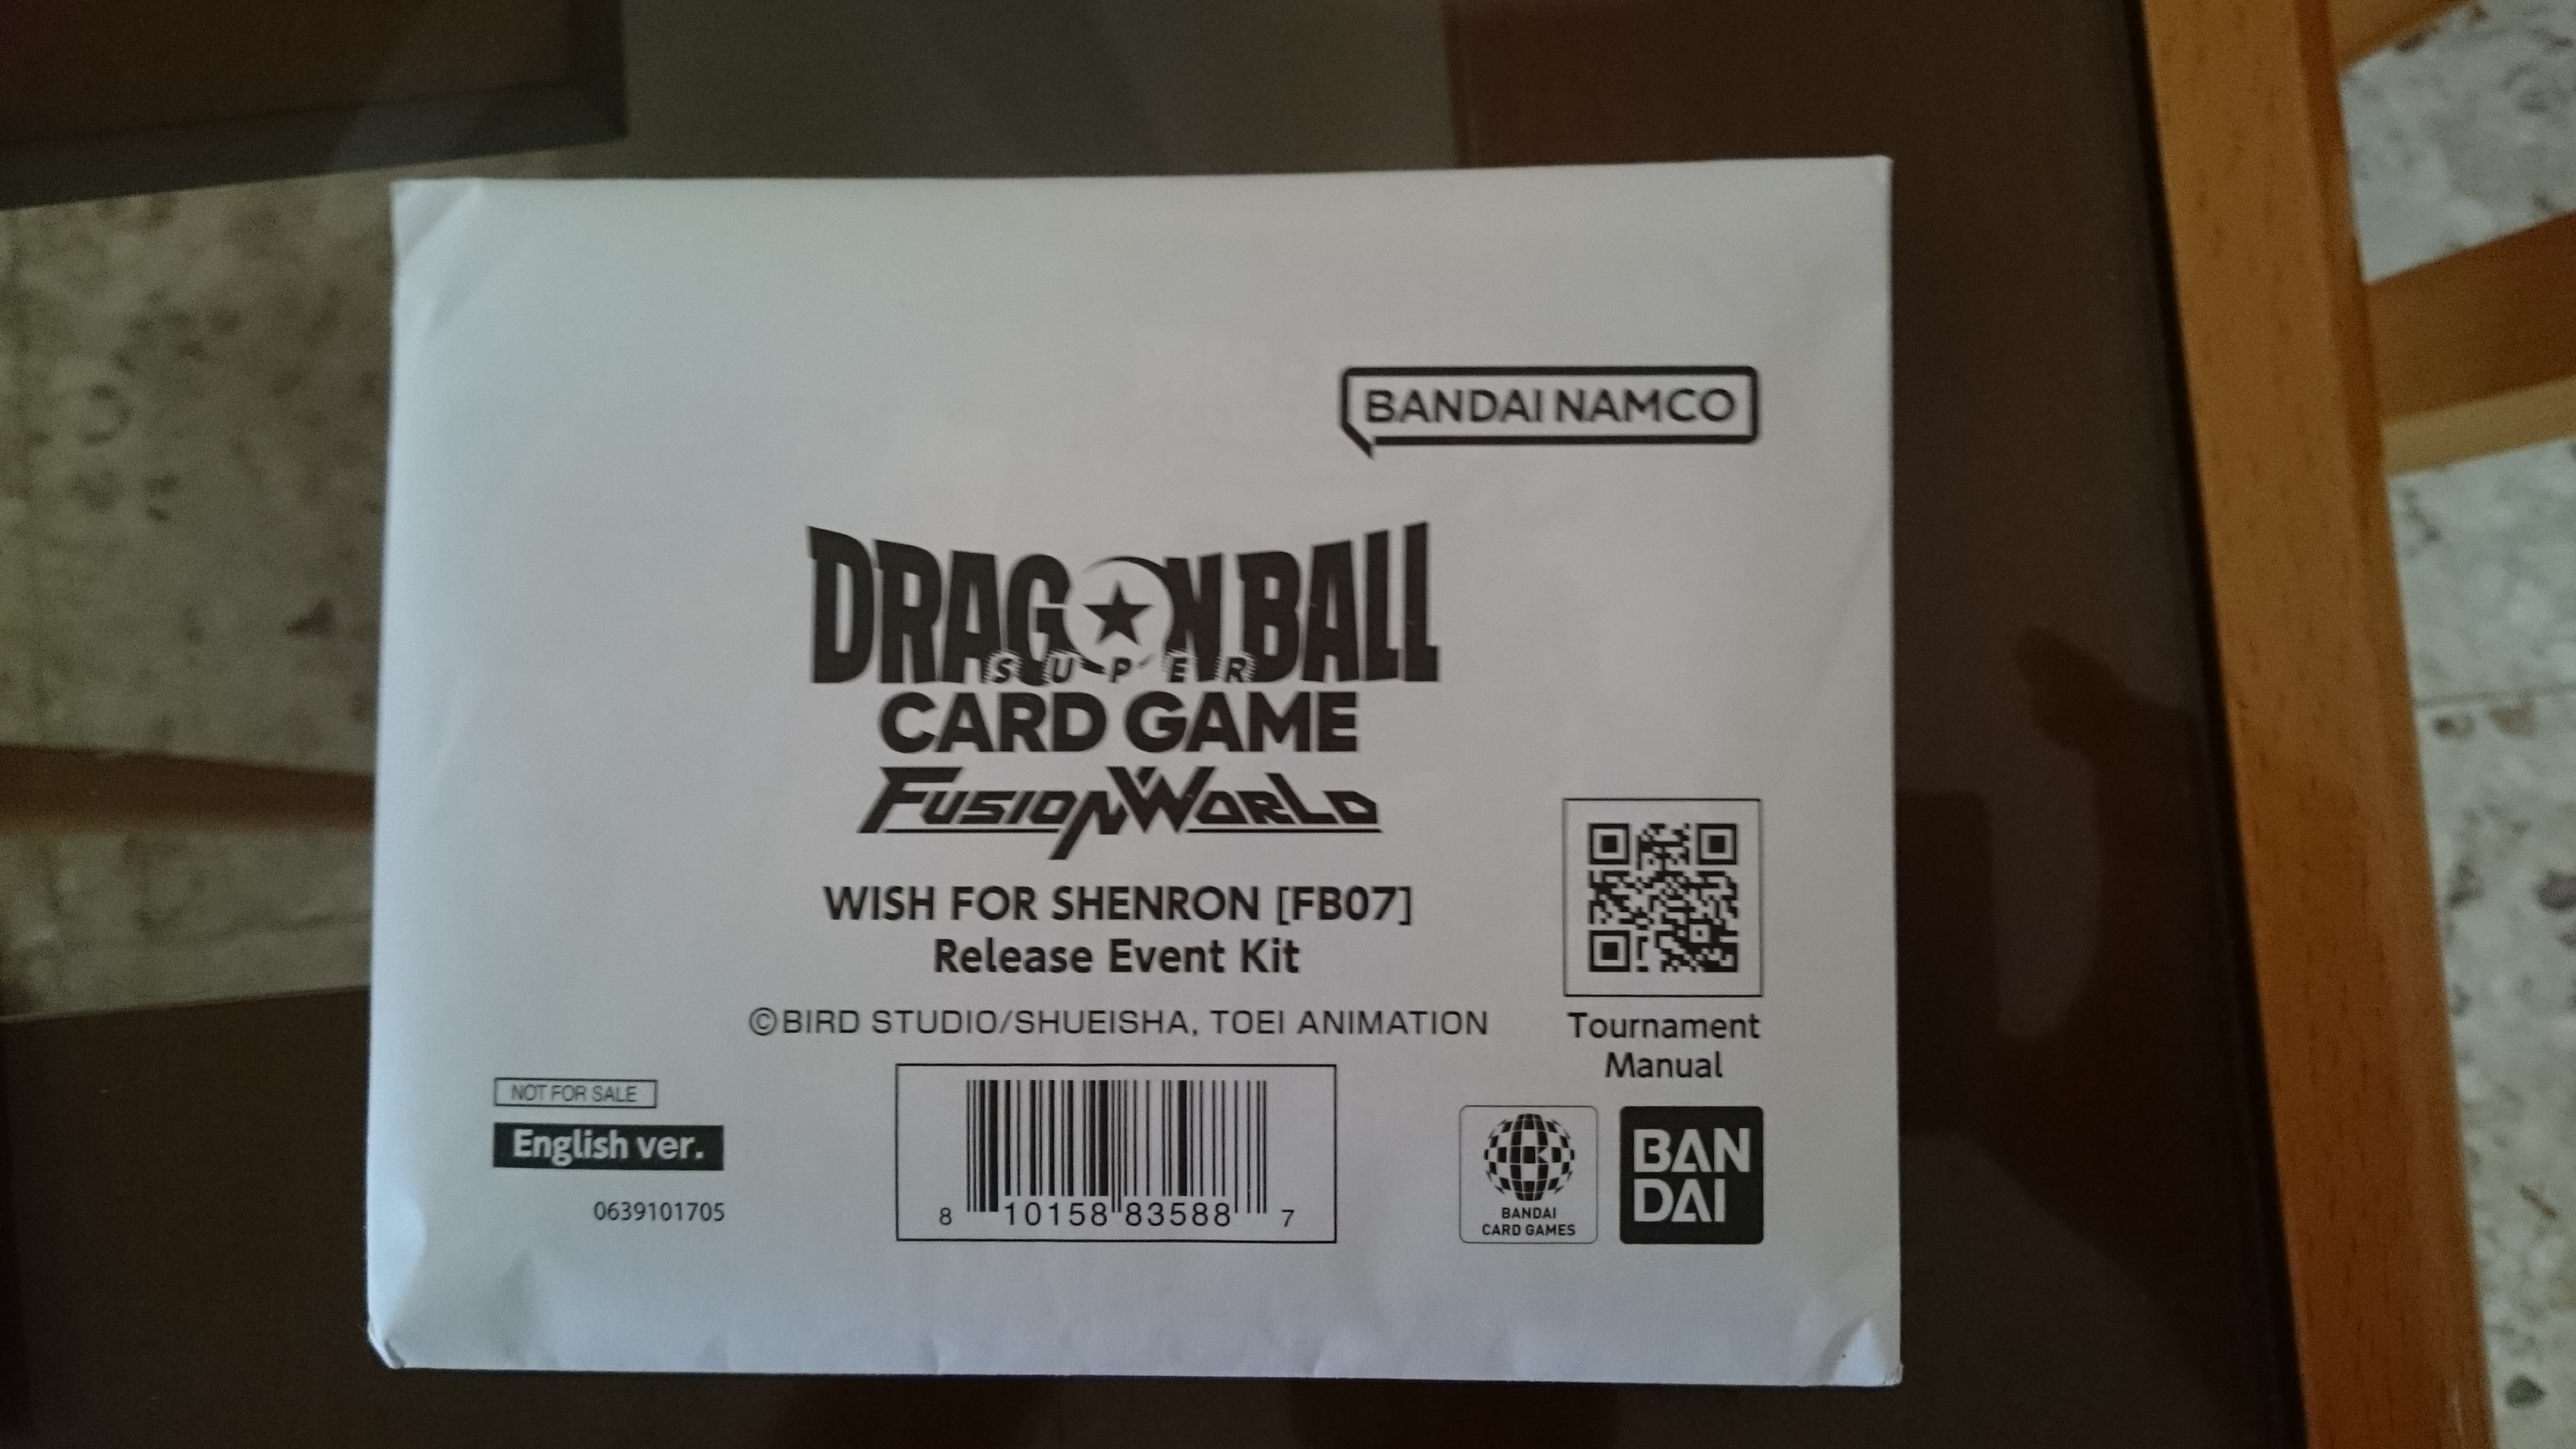 BANDAI NAMCO
DRAGON BALL
SUPER
CARD GAME
FUSION WORLD
WISH FOR SHENRON [FB07]
Release Event Kit
©BIRD STUDIO/SHUEISHA, TOEI ANIMATION
Tournament
Manual
NOT FOR SALE
English ver.
0639101705
8 10158 83588 7
BANDAI
CARD GAMES
BAN
DAI